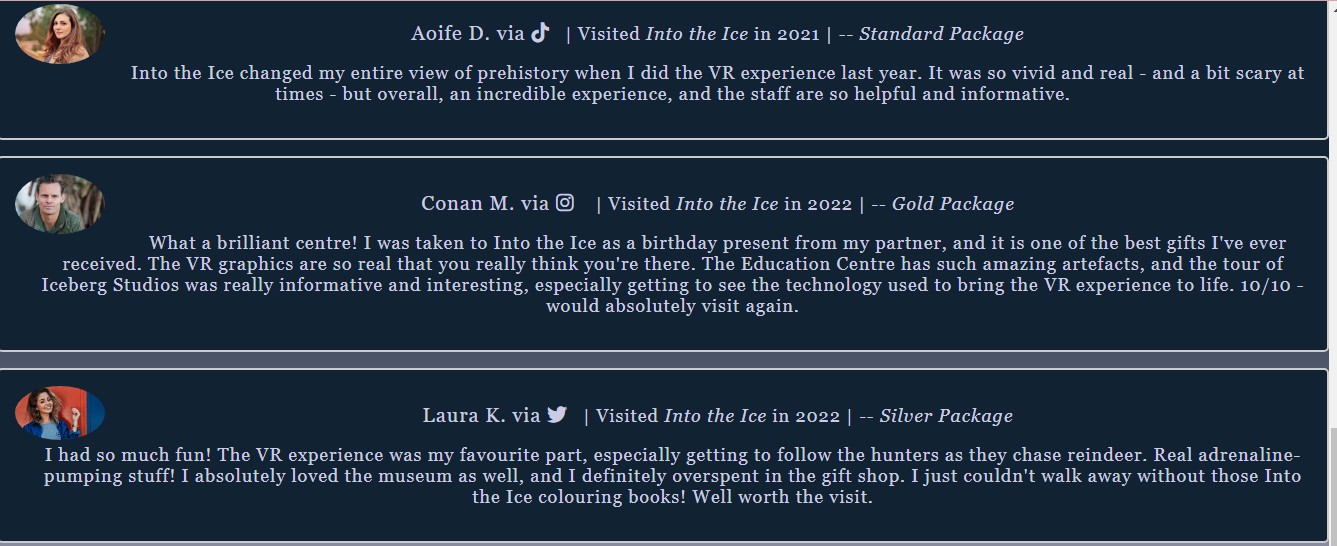 Aoife D. via | Visited Into the Ice in 2021 | -- Standard Package
Into the Ice changed my entire view of prehistory when I did the VR experience last year. It was so vivid and real - and a bit scary at
times - but overall, an incredible experience, and the staff are so helpful and informative.
Conan M. via | Visited Into the Ice in 2022 | -- Gold Package
What a brilliant centre! I was taken to Into the Ice as a birthday present from my partner, and it is one of the best gifts I've ever
received. The VR graphics are so real that you really think you're there. The Education Centre has such amazing artefacts, and the tour of
Iceberg Studios was really informative and interesting, especially getting to see the technology used to bring the VR experience to life. 10/10 -
would absolutely visit again.
Laura K. via | Visited Into the Ice in 2022 | -- Silver Package
I had so much fun! The VR experience was my favourite part, especially getting to follow the hunters as they chase reindeer. Real adrenaline-
pumping stuff! I absolutely loved the museum as well, and I definitely overspent in the gift shop. I just couldn't walk away without those Into
the Ice colouring books! Well worth the visit.